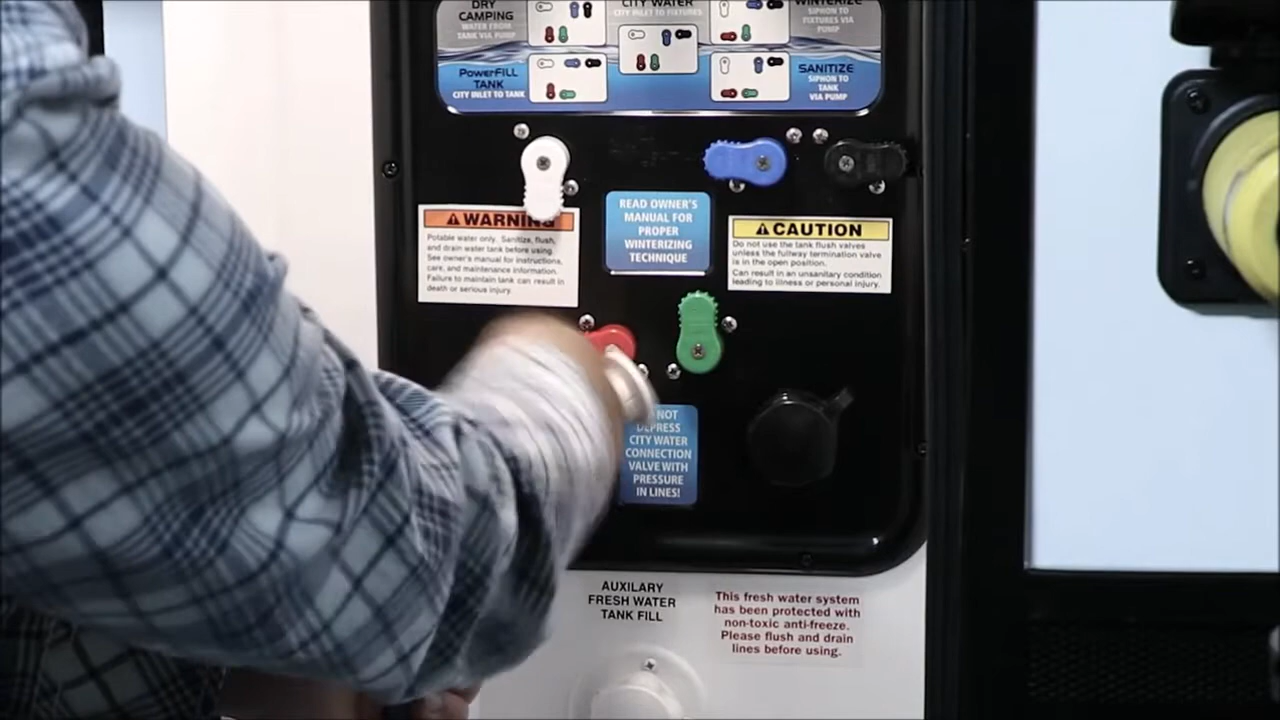 DRY
CAMPING
WATER FROM
TANK VIA PUMP
CITY WATER
CITY INLET TO FIXTURES
WINTERIZE
SIPHON TO
FIXTURES VIA
PUMP
PowerFILL
TANK
CITY INLET TO TANK
SANITIZE
SIPHON TO
TANK
VIA PUMP
WARNING
Potable water only. Sanitize, flush,
and drain water tank before using.
See owner's manual for instructions,
care, and maintenance information.
Failure to maintain tank can result in
death or serious injury.
READ OWNER'S
MANUAL FOR
PROPER
WINTERIZING
TECHNIQUE
CAUTION
Do not use the tank flush valves
unless the fullway termination valve
is in the open position.
Can result in an unsanitary condition
leading to illness or personal injury.
NOT
DEPRESS
CITY WATER
CONNECTION
VALVE WITH
PRESSURE
IN LINES!
AUXILARY
FRESH WATER
TANK FILL
This fresh water system
has been protected with
non-toxic anti-freeze.
Please flush and drain
lines before using.